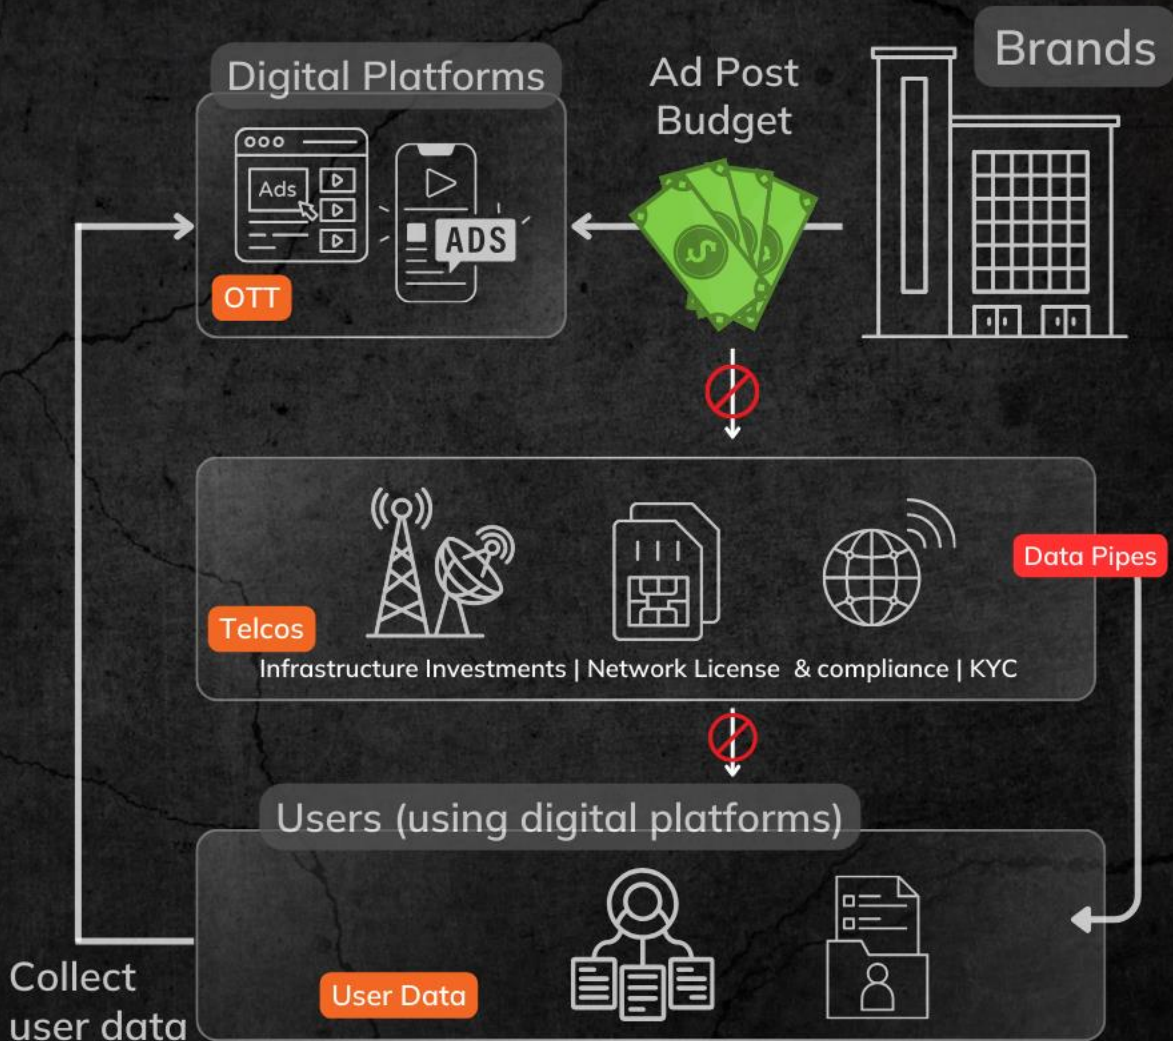 Brands
Digital Platforms
Ad Post
Budget
Ads
ADS
OTT
Data Pipes
Telcos
Infrastructure Investments | Network License & compliance | KYC
Users (using digital platforms)
User Data
Collect
user data